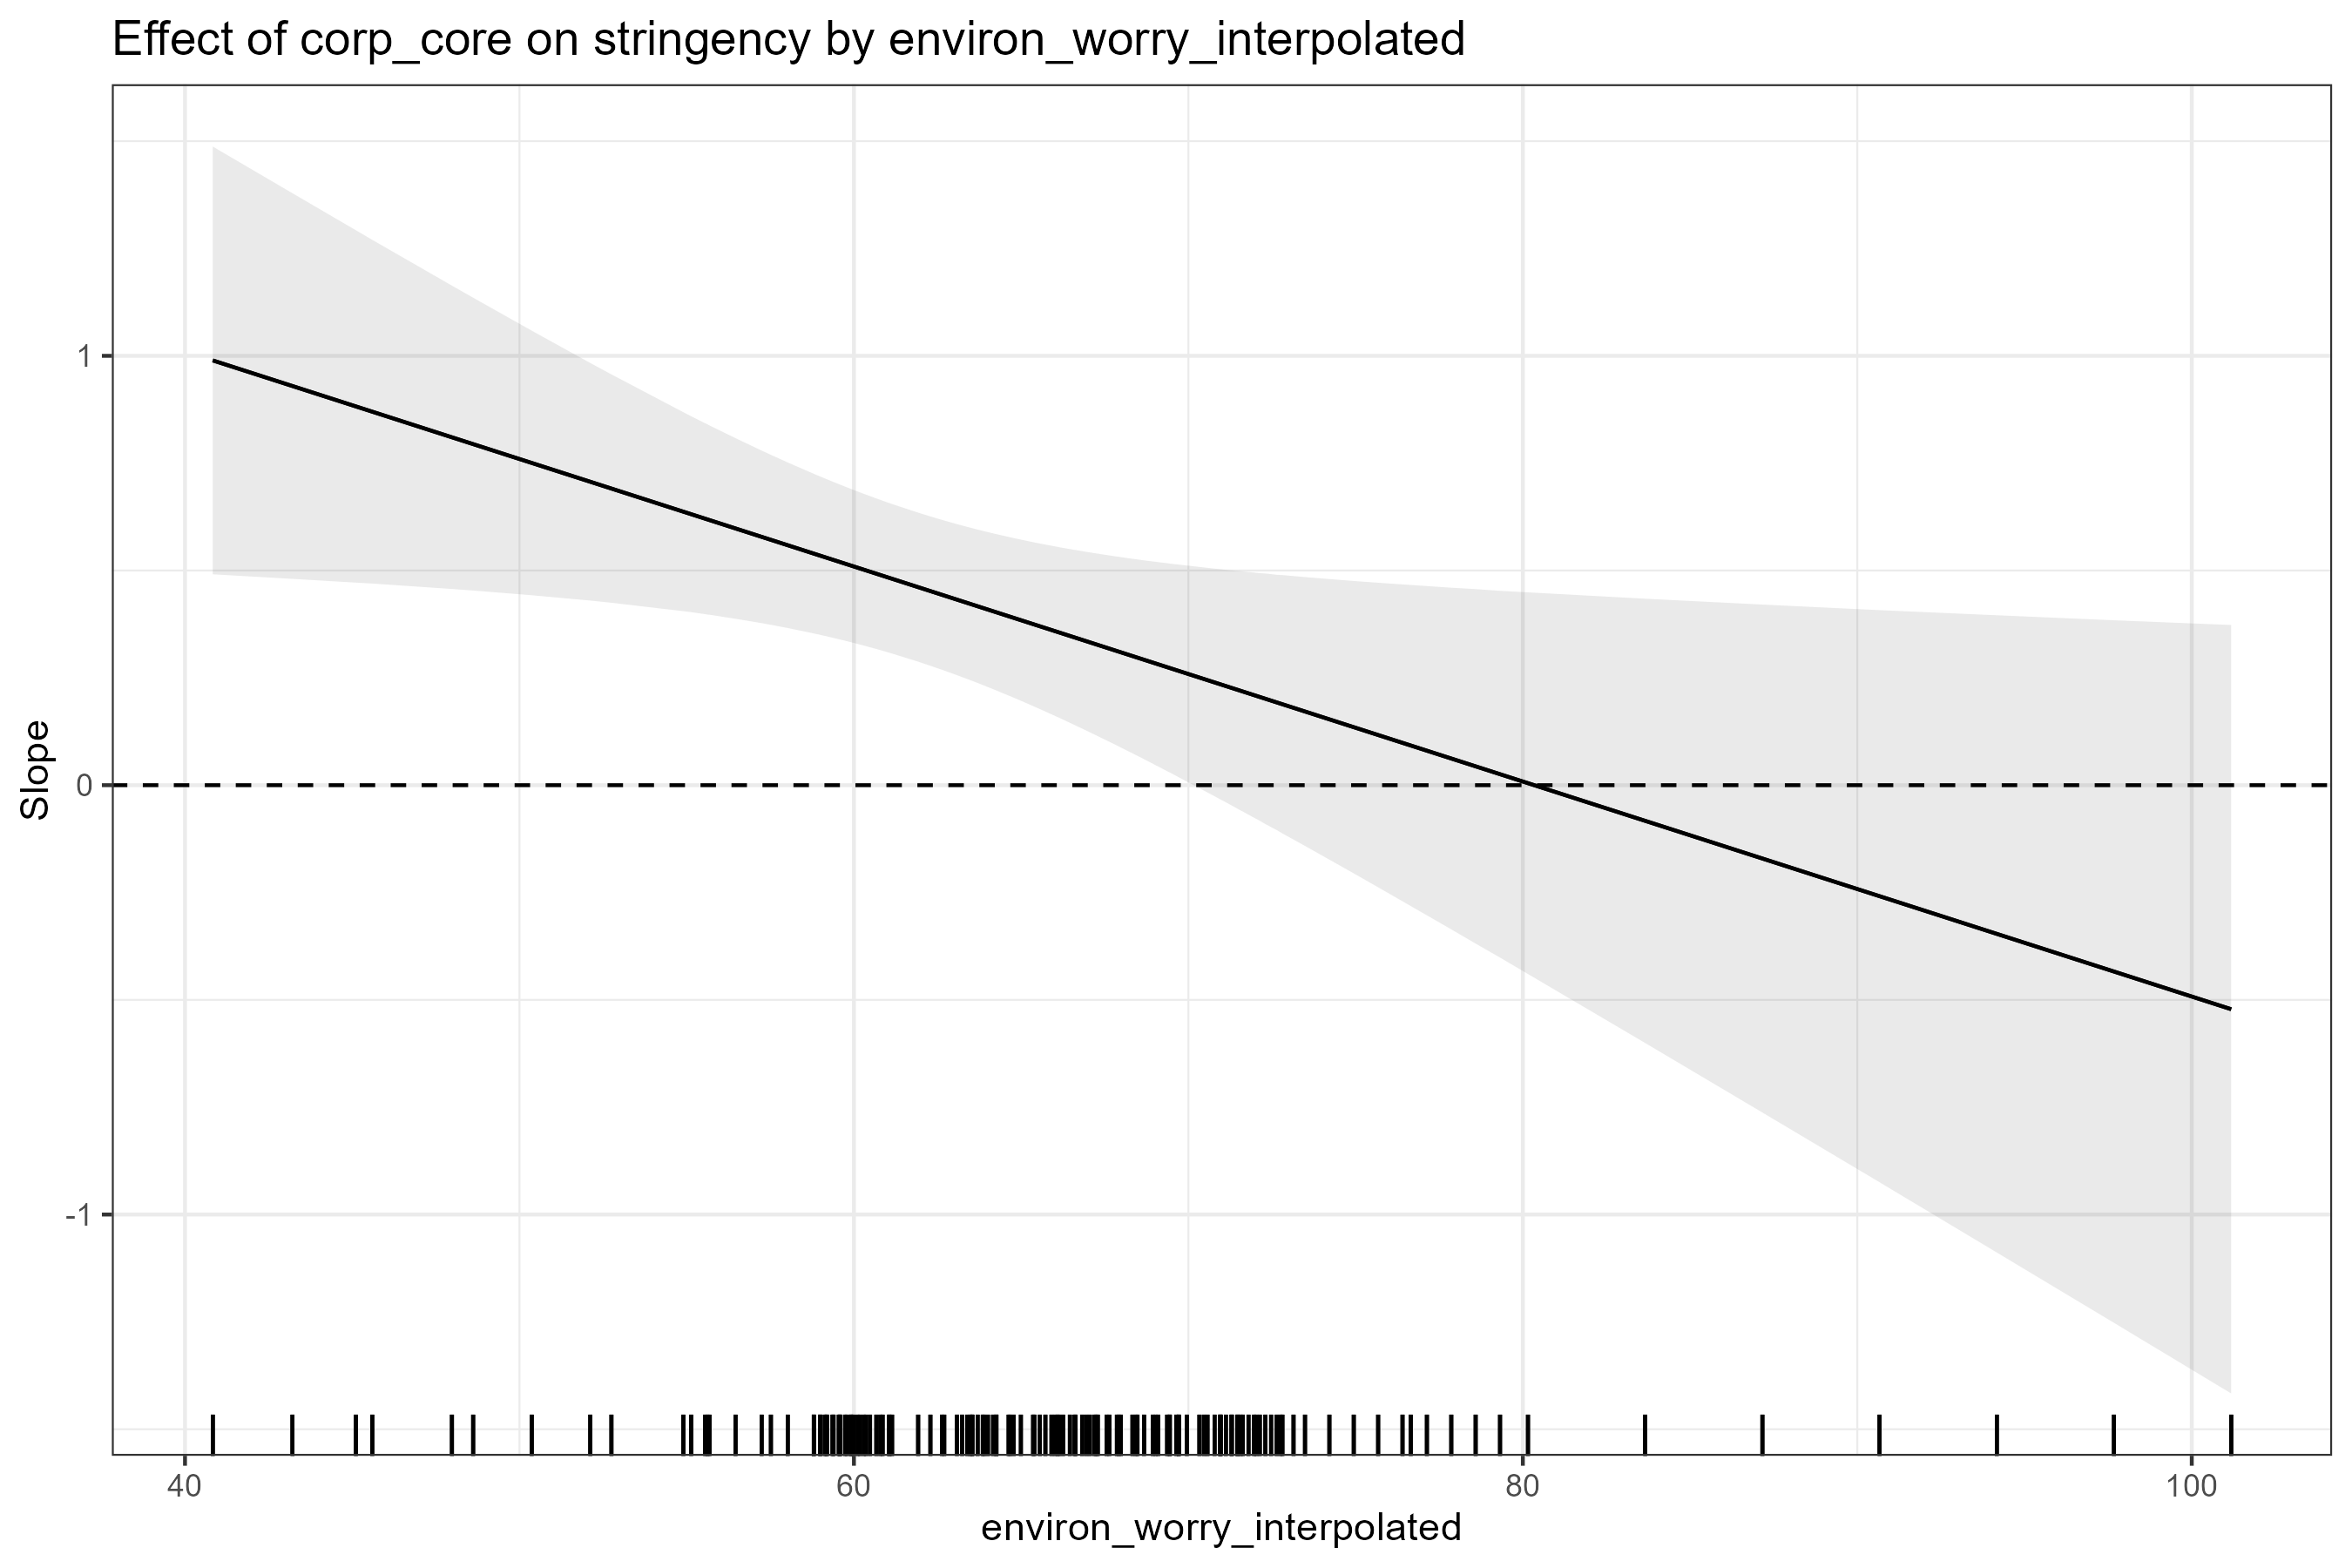 Effect of corp_core on stringency by environ_worry_interpolated
1
0
-1
Slope
40
60
80
100
environ_worry_interpolated